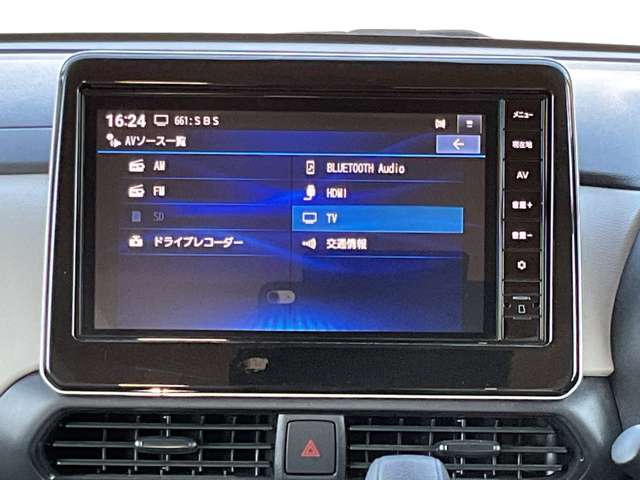 16:24 661:SBS
AVソース一覧
AM
FM
SD
ドライブレコーダー
BLUETOOTH Audio
HDMI
TV
交通情報
メニュー
現在地
AV
音量+
音量-